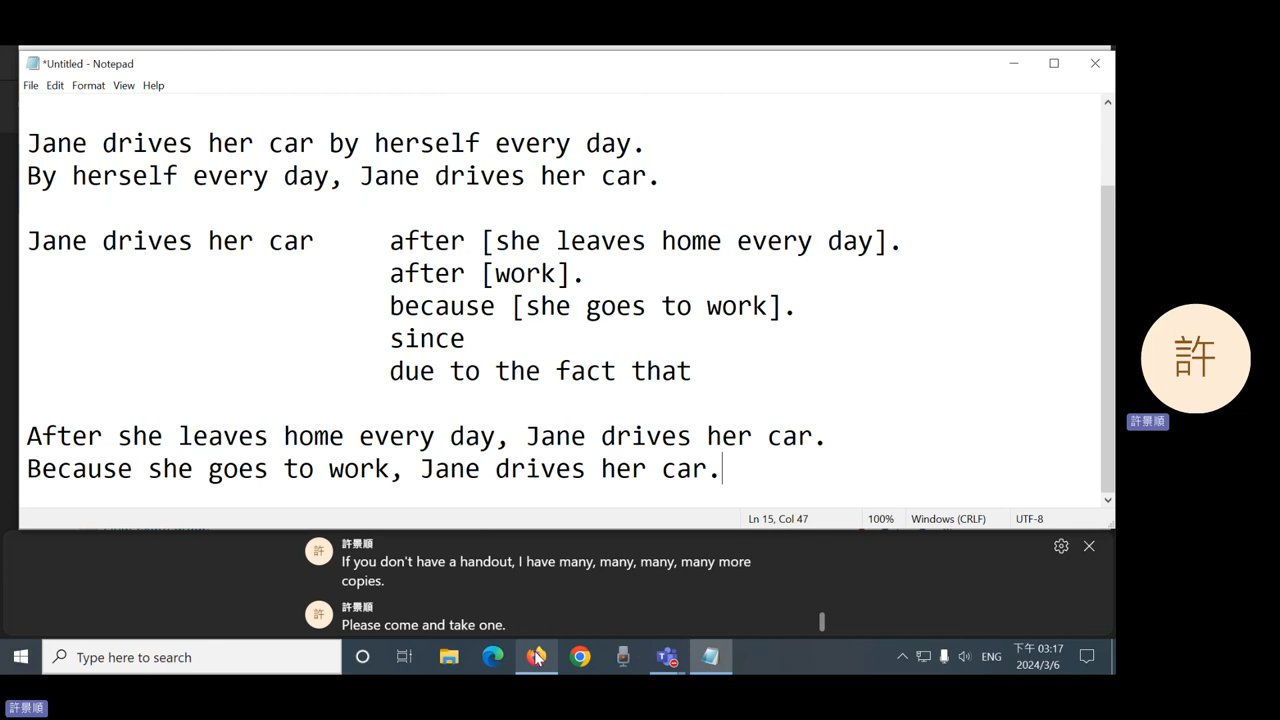 *Untitled - Notepad
File Edit Format View Help
Jane drives her car by herself every day.
By herself every day, Jane drives her car.
Jane drives her car after [she leaves home every day].
after [work].
because [she goes to work].
since
due to the fact that
After she leaves home every day, Jane drives her car.
Because she goes to work, Jane drives her car.
Ln 15, Col 47 100% Windows (CRLF) UTF-8
許
許景順
許
許景順
If you don't have a handout, I have many, many, many, many more
copies.
許
許景順
Please come and take one.
Type here to search
ENG
下午 03:17
2024/3/6
許景順